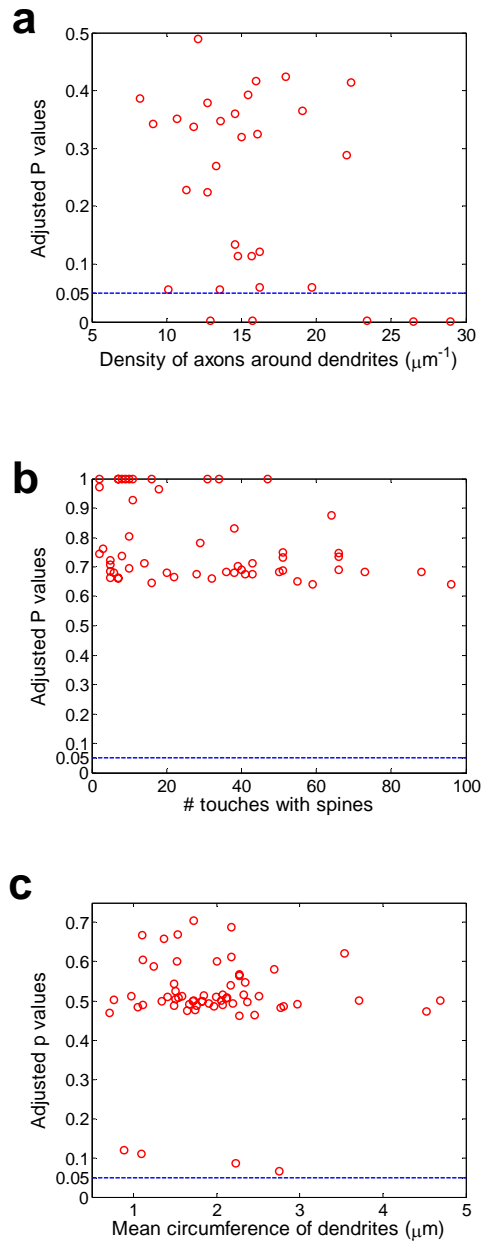 a
0.5
0.4
0.3
0.2
0.1
0.05
0
5 10 15 20 25 30
Adjusted P values
Density of axons around dendrites (μm⁻¹)
b
1
0.9
0.8
0.7
0.6
0.5
0.4
0.3
0.2
0.1
0.05
0
0 20 40 60 80 100
Adjusted P values
# touches with spines
c
0.7
0.6
0.5
0.4
0.3
0.2
0.1
0.05
0
1 2 3 4 5
Adjusted p values
Mean circumference of dendrites (μm)